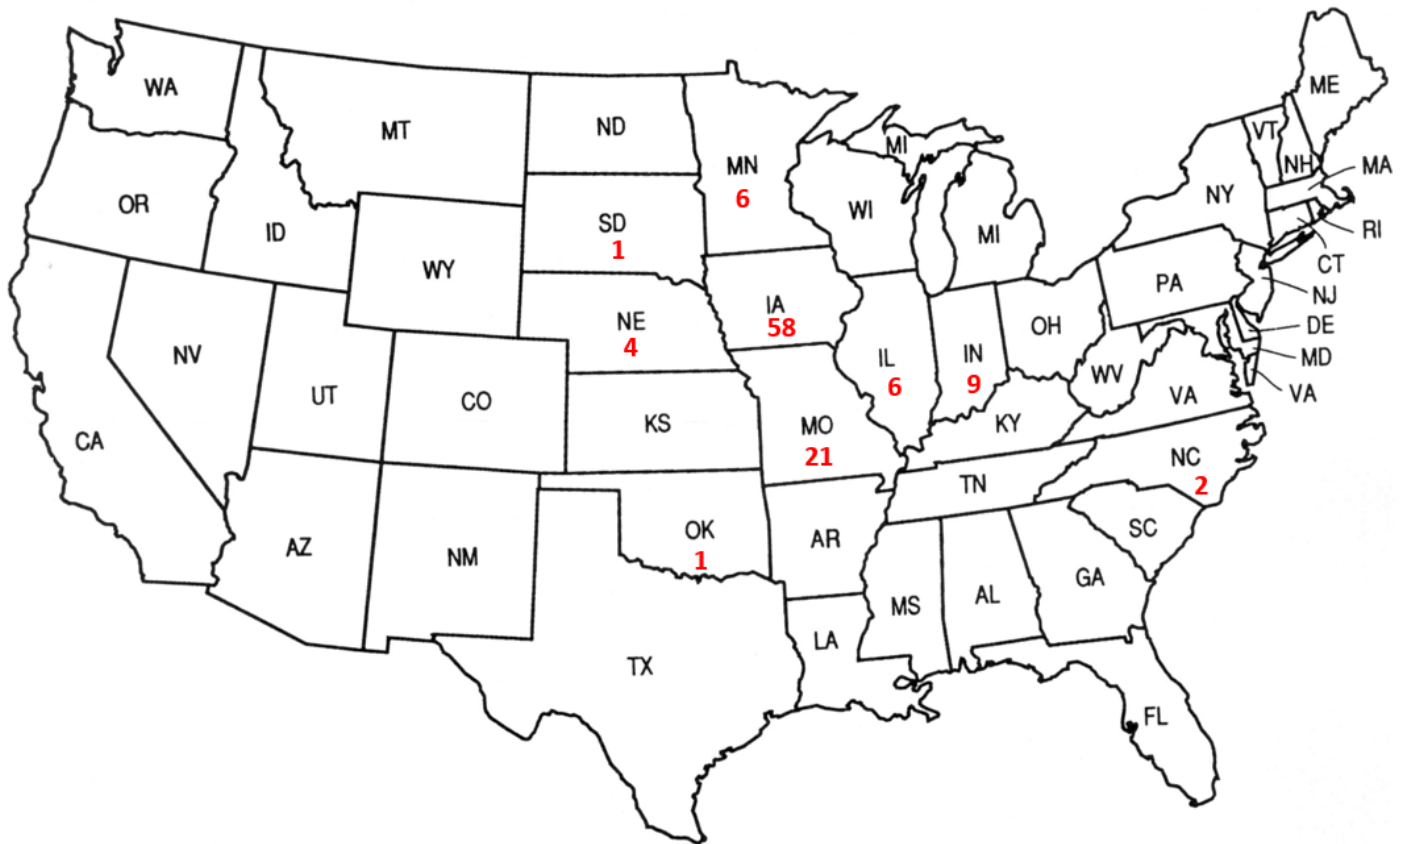 WA
MT
ND
MN
6
MI
ME
VT
NH
MA
OR
ID
SD
1
WI
MI
NY
RI
WY
CT
PA
NJ
NE
4
IA
58
OH
DE
NV
IL
6
IN
9
MD
UT
CO
WV
VA
VA
KS
MO
21
KY
CA
NC
2
TN
OK
1
AR
SC
AZ
NM
GA
MS
AL
LA
TX
FL